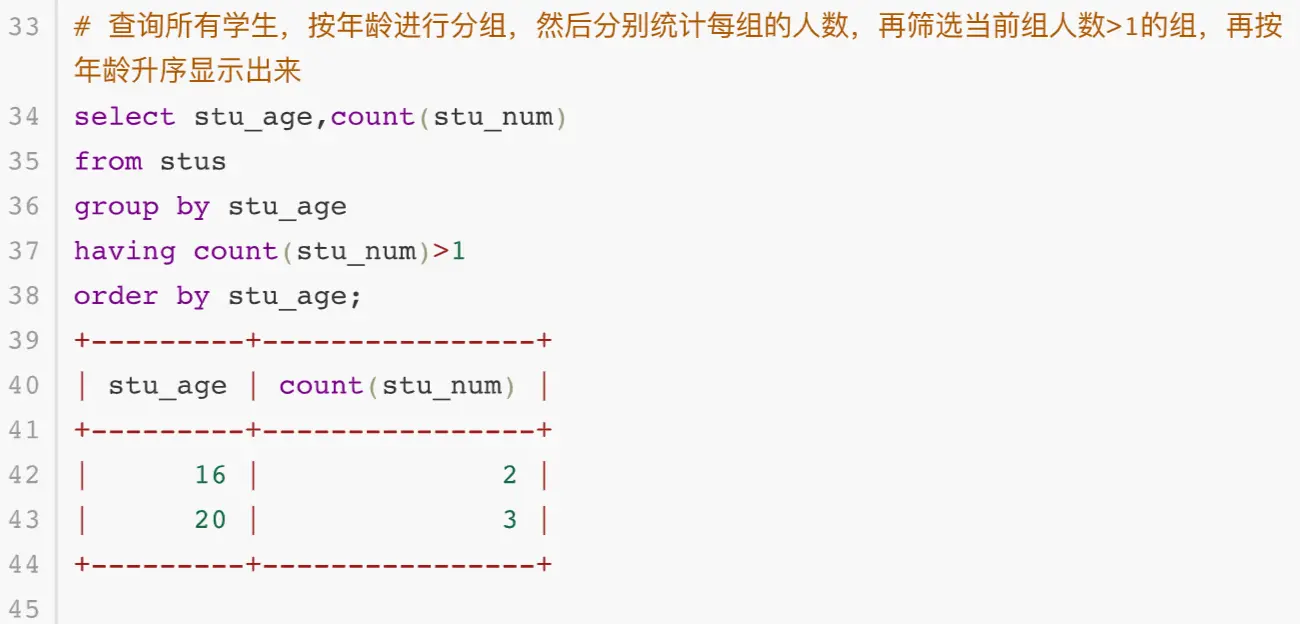 33 # 查询所有学生，按年龄进行分组，然后分别统计每组的人数，再筛选当前组人数>1的组，再按
年龄升序显示出来
34 select stu_age,count(stu_num)
35 from stus
36 group by stu_age
37 having count(stu_num)>1
38 order by stu_age;
39 +---------+----------------+
40 | stu_age | count(stu_num) |
41 +---------+----------------+
42 |      16 |              2 |
43 |      20 |              3 |
44 +---------+----------------+
45